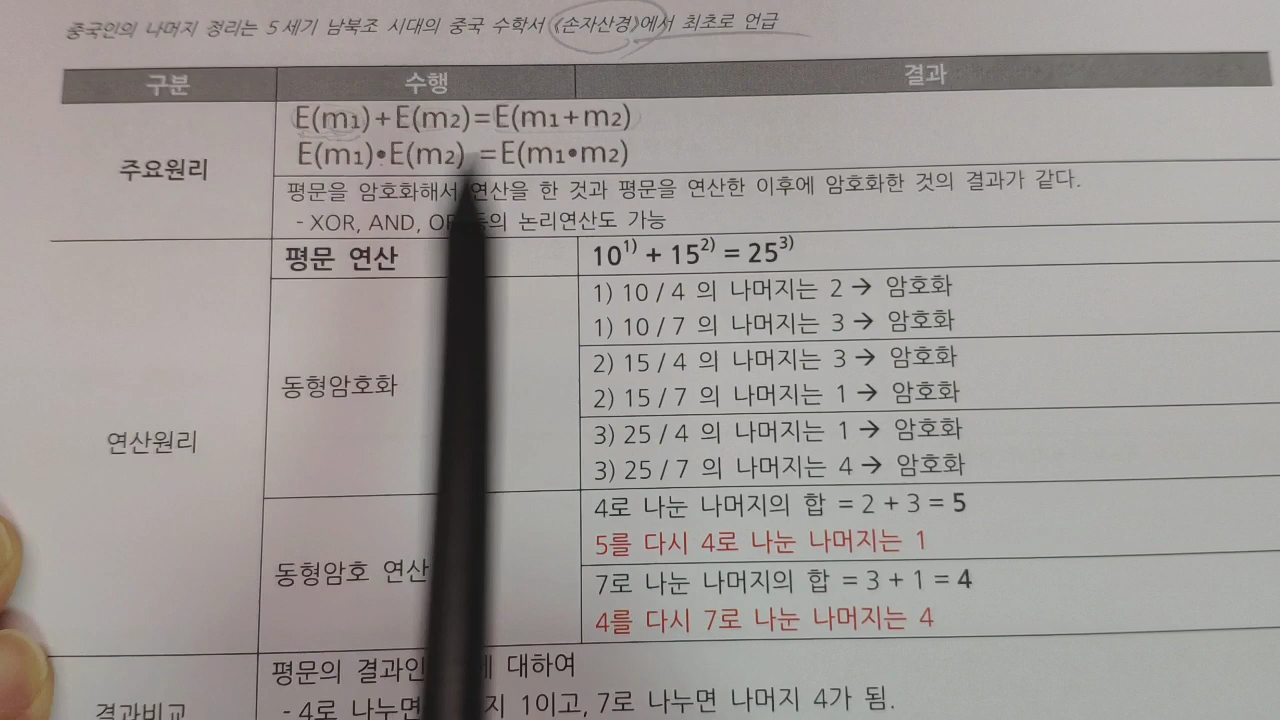 중국인의 나머지 정리는 5세기 남북조 시대의 중국 수학서 《손자산경》에서 최초로 언급
구분 수행 결과
주요원리
E(m₁)+E(m₂)=E(m₁+m₂)
E(m₁)•E(m₂) =E(m₁•m₂)
평문을 암호화해서 연산을 한 것과 평문을 연산한 이후에 암호화한 것의 결과가 같다.
- XOR, AND, 논리연산도 가능
연산원리
평문 연산
10¹⁾ + 15²⁾ = 25³⁾
동형암호화
1) 10 / 4 의 나머지는 2 → 암호화
1) 10 / 7 의 나머지는 3 → 암호화
2) 15 / 4 의 나머지는 3 → 암호화
2) 15 / 7 의 나머지는 1 → 암호화
3) 25 / 4 의 나머지는 1 → 암호화
3) 25 / 7 의 나머지는 4 → 암호화
동형암호 연산
4로 나눈 나머지의 합 = 2 + 3 = 5
5를 다시 4로 나눈 나머지는 1
7로 나눈 나머지의 합 = 3 + 1 = 4
4를 다시 7로 나눈 나머지는 4
결과비교
평문의 대하여
- 4로 나누면 1이고, 7로 나누면 나머지 4가 됨.